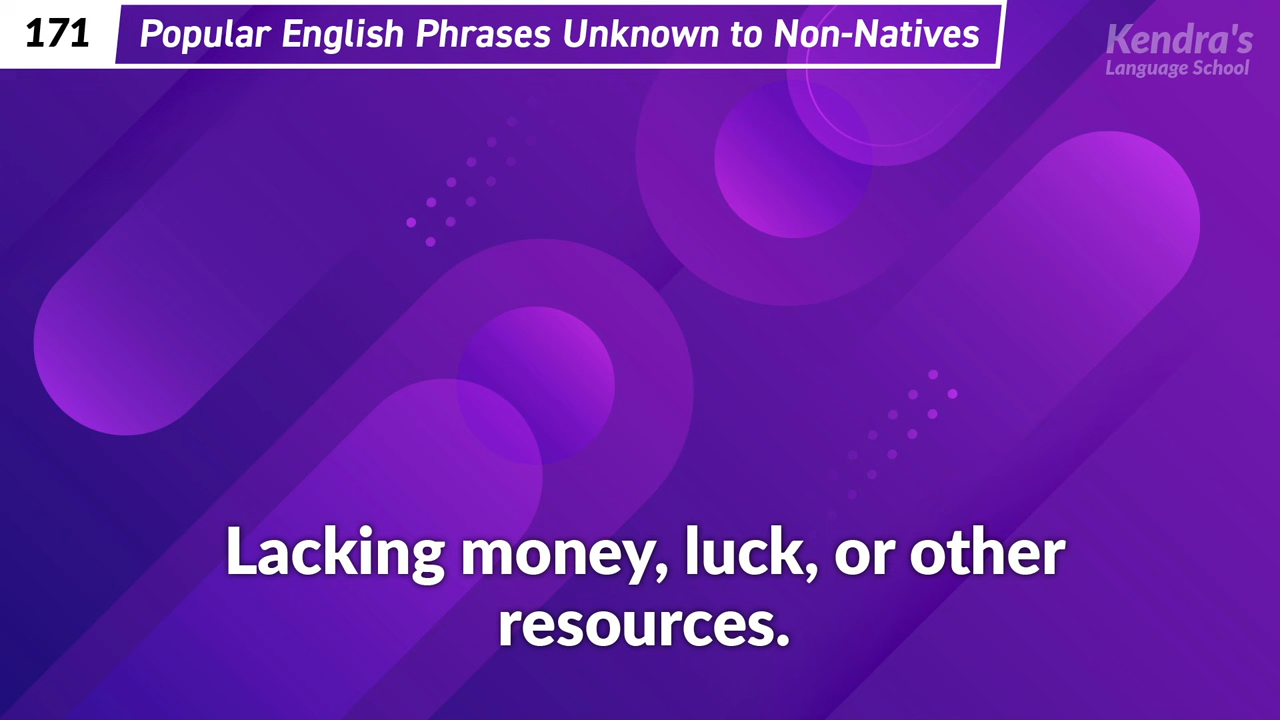 171 Popular English Phrases Unknown to Non-Natives
Kendra's
Language School
Lacking money, luck, or other
resources.